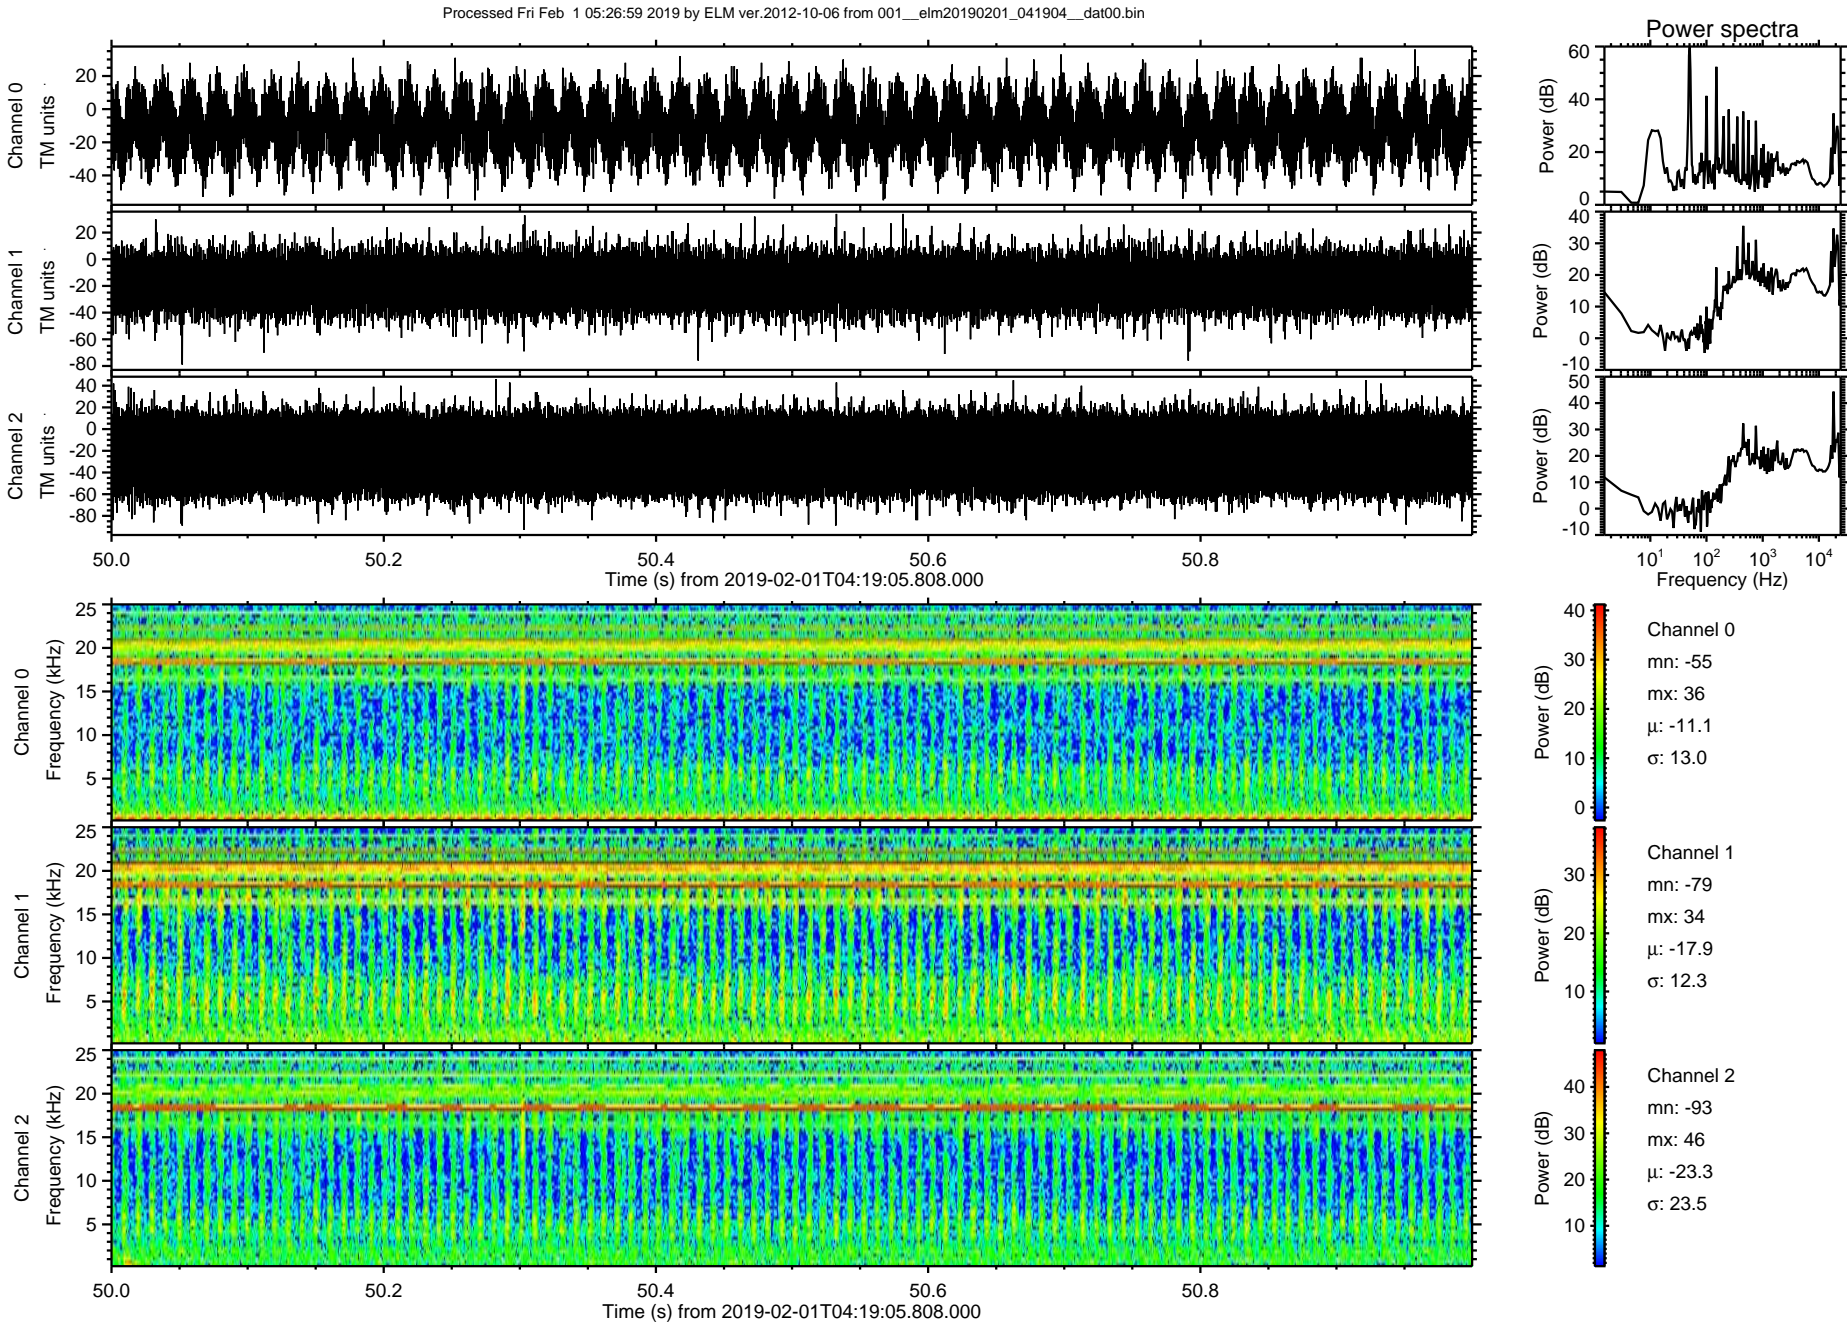 Processed Fri Feb  1 05:26:59 2019 by ELM ver.2012-10-06 from 001__elm20190201_041904__dat00.bin
Power spectra
Channel 0
TM units
20
0
-20
-40
Power (dB)
60
40
20
0
Channel 1
TM units
20
0
-20
-40
-60
-80
Power (dB)
40
30
20
10
0
-10
Channel 2
TM units
40
20
0
-20
-40
-60
-80
Power (dB)
50
40
30
20
10
0
-10
50.0 50.2 50.4 50.6 50.8
Time (s) from 2019-02-01T04:19:05.808.000
10¹ 10² 10³ 10⁴
Frequency (Hz)
Channel 0
Frequency (kHz)
25
20
15
10
5
Power (dB)
40
30
20
10
0
Channel 0
mn: -55
mx: 36
μ: -11.1
σ: 13.0
Channel 1
Frequency (kHz)
25
20
15
10
5
Power (dB)
30
20
10
Channel 1
mn: -79
mx: 34
μ: -17.9
σ: 12.3
Channel 2
Frequency (kHz)
25
20
15
10
5
Power (dB)
40
30
20
10
Channel 2
mn: -93
mx: 46
μ: -23.3
σ: 23.5
50.0 50.2 50.4 50.6 50.8
Time (s) from 2019-02-01T04:19:05.808.000